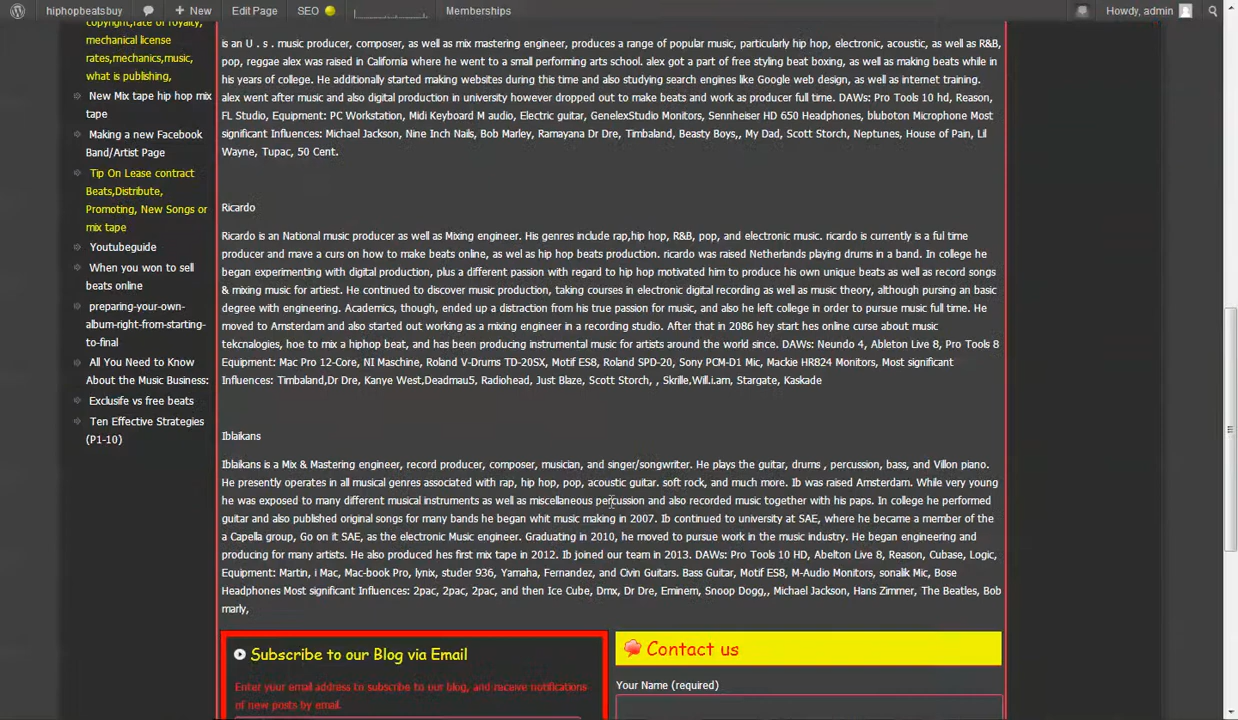 hiphopbeatsbuy
New
Edit Page
SEO
Memberships
Howdy, admin
copyright,rate of royalty,
mechanical license
rates,mechanics,music,
what is publishing,
New Mix tape hip hop mix
tape
Making a new Facebook
Band/Artist Page
Tip On Lease contract
Beats,Distribute,
Promoting, New Songs or
mix tape
Youtubeguide
When you won to sell
beats online
preparing-your-own-
album-right-from-starting-
to-final
All You Need to Know
About the Music Business:
Exclusife vs free beats
Ten Effective Strategies
(P1-10)
is an U . s . music producer, composer, as well as mix mastering engineer, produces a range of popular music, particularly hip hop, electronic, acoustic, as well as R&B,
pop, reggae alex was raised in California where he went to a small performing arts school. alex got a part of free styling beat boxing, as well as making beats while in
his years of college. He additionally started making websites during this time and also studying search engines like Google web design, as well as internet training.
alex went after music and also digital production in university however dropped out to make beats and work as producer full time. DAWs: Pro Tools 10 hd, Reason,
FL Studio, Equipment: PC Workstation, Midi Keyboard M audio, Electric guitar, GenelexStudio Monitors, Sennheiser HD 650 Headphones, bluboton Microphone Most
significant Influences: Michael Jackson, Nine Inch Nails, Bob Marley, Ramayana Dr Dre, Timbaland, Beasty Boys,, My Dad, Scott Storch, Neptunes, House of Pain, Lil
Wayne, Tupac, 50 Cent.
Ricardo
Ricardo is an National music producer as well as Mixing engineer. His genres include rap,hip hop, R&B, pop, and electronic music. ricardo is currently is a ful time
producer and mave a curs on how to make beats online, as wel as hip hop beats production. ricardo was raised Netherlands playing drums in a band. In college he
began experimenting with digital production, plus a different passion with regard to hip hop motivated him to produce his own unique beats as well as record songs
& mixing music for artiest. He continued to discover music production, taking courses in electronic digital recording as well as music theory, although pursing an basic
degree with engineering. Academics, though, ended up a distraction from his true passion for music, and also he left college in order to pursue music full time. He
moved to Amsterdam and also started out working as a mixing engineer in a recording studio. After that in 2086 hey start hes online curse about music
tekcnalogies, hoe to mix a hiphop beat, and has been producing instrumental music for artists around the world since. DAWs: Neundo 4, Ableton Live 8, Pro Tools 8
Equipment: Mac Pro 12-Core, NI Maschine, Roland V-Drums TD-20SX, Motif ES8, Roland SPD-20, Sony PCM-D1 Mic, Mackie HR824 Monitors, Most significant
Influences: Timbaland,Dr Dre, Kanye West,Deadmau5, Radiohead, Just Blaze, Scott Storch, , Skrille,Will.i.am, Stargate, Kaskade
Iblaikans
Iblaikans is a Mix & Mastering engineer, record producer, composer, musician, and singer/songwriter. He plays the guitar, drums , percussion, bass, and Villon piano.
He presently operates in all musical genres associated with rap, hip hop, pop, acoustic guitar. soft rock, and much more. Ib was raised Amsterdam. While very young
he was exposed to many different musical instruments as well as miscellaneous percussion and also recorded music together with his paps. In college he performed
guitar and also published original songs for many bands he began whit music making in 2007. Ib continued to university at SAE, where he became a member of the
a Capella group, Go on it SAE, as the electronic Music engineer. Graduating in 2010, he moved to pursue work in the music industry. He began engineering and
producing for many artists. He also produced hes first mix tape in 2012. Ib joined our team in 2013. DAWs: Pro Tools 10 HD, Abelton Live 8, Reason, Cubase, Logic,
Equipment: Martin, i Mac, Mac-book Pro, lynix, studer 936, Yamaha, Fernandez, and Civin Guitars. Bass Guitar, Motif ES8, M-Audio Monitors, sonalik Mic, Bose
Headphones Most significant Influences: 2pac, 2pac, 2pac, and then Ice Cube, Dmx, Dr Dre, Eminem, Snoop Dogg,, Michael Jackson, Hans Zimmer, The Beatles, Bob
marly,
Subscribe to our Blog via Email
Enter your email address to subscribe to our blog, and receive notifications
of new posts by email.
Contact us
Your Name (required)